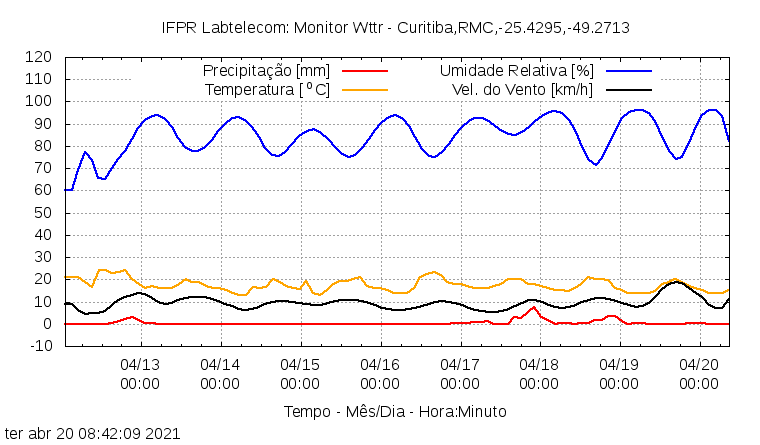 IFPR Labtelecom: Monitor Wttr - Curitiba,RMC,-25.4295,-49.2713
Precipitação [mm]
Temperatura [⁰C]
Umidade Relativa [%]
Vel. do Vento [km/h]
120
110
100
90
80
70
60
50
40
30
20
10
0
-10
04/13 04/14 04/15 04/16 04/17 04/18 04/19 04/20
00:00 00:00 00:00 00:00 00:00 00:00 00:00 00:00
Tempo - Mês/Dia - Hora:Minuto
ter abr 20 08:42:09 2021